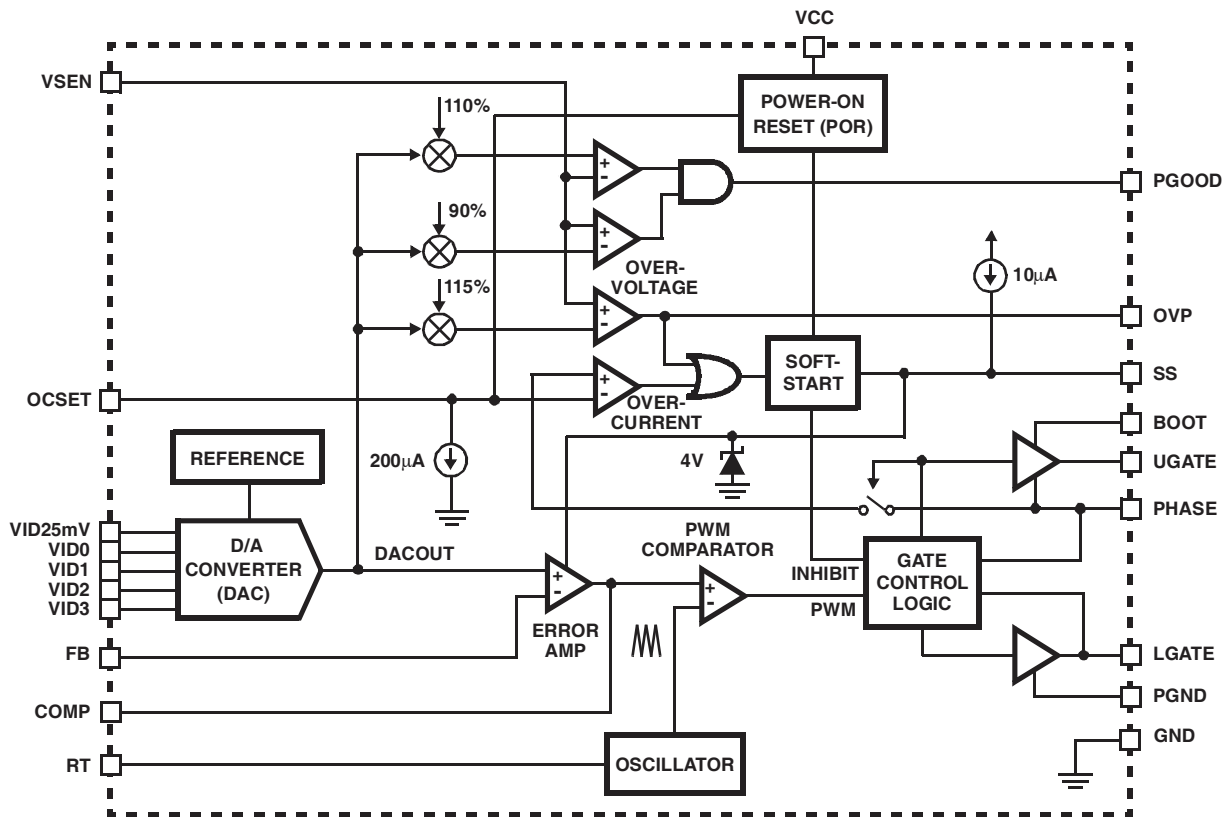 VCC
VSEN
POWER-ON
RESET (POR)
110%
PGOOD
90%
OVER-
VOLTAGE
10µA
115%
OVP
SOFT-
START
SS
OCSET
OVER-
CURRENT
BOOT
REFERENCE
200µA
4V
UGATE
PHASE
VID25mV
VID0
VID1
VID2
VID3
D/A
CONVERTER
(DAC)
DACOUT
PWM
COMPARATOR
+
-
+
-
+
-
+
-
+
-
+
-
INHIBIT
PWM
GATE
CONTROL
LOGIC
ERROR
AMP
FB
LGATE
COMP
PGND
GND
RT
OSCILLATOR